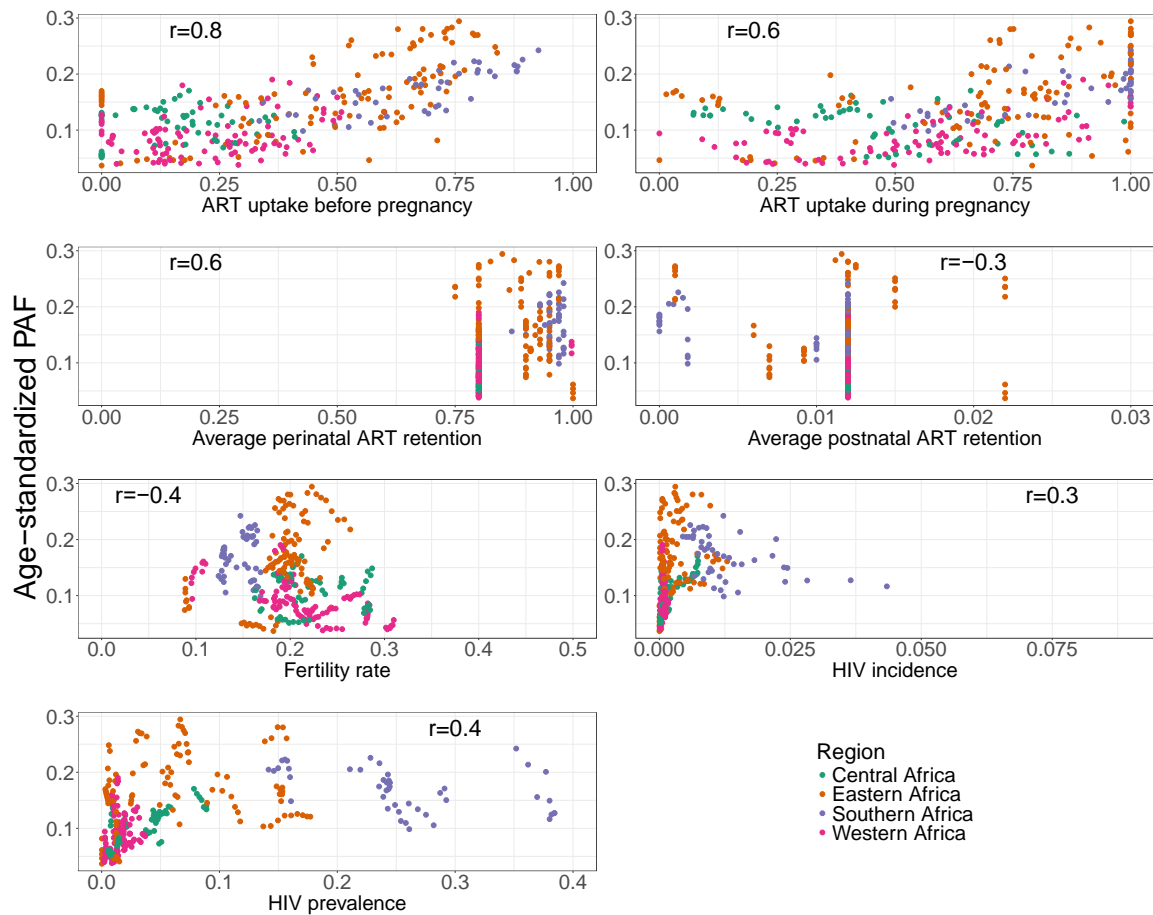 Age−standardized PAF
r=0.8
0.3
0.2
0.1
0.00 0.25 0.50 0.75 1.00
ART uptake before pregnancy
r=0.6
0.3
0.2
0.1
0.00 0.25 0.50 0.75 1.00
ART uptake during pregnancy
r=0.6
0.3
0.2
0.1
0.00 0.25 0.50 0.75 1.00
Average perinatal ART retention
r=−0.3
0.3
0.2
0.1
0.00 0.01 0.02 0.03
Average postnatal ART retention
r=−0.4
0.3
0.2
0.1
0.0 0.1 0.2 0.3 0.4 0.5
Fertility rate
r=0.3
0.3
0.2
0.1
0.000 0.025 0.050 0.075
HIV incidence
r=0.4
0.3
0.2
0.1
0.0 0.1 0.2 0.3 0.4
HIV prevalence
Region
Central Africa
Eastern Africa
Southern Africa
Western Africa